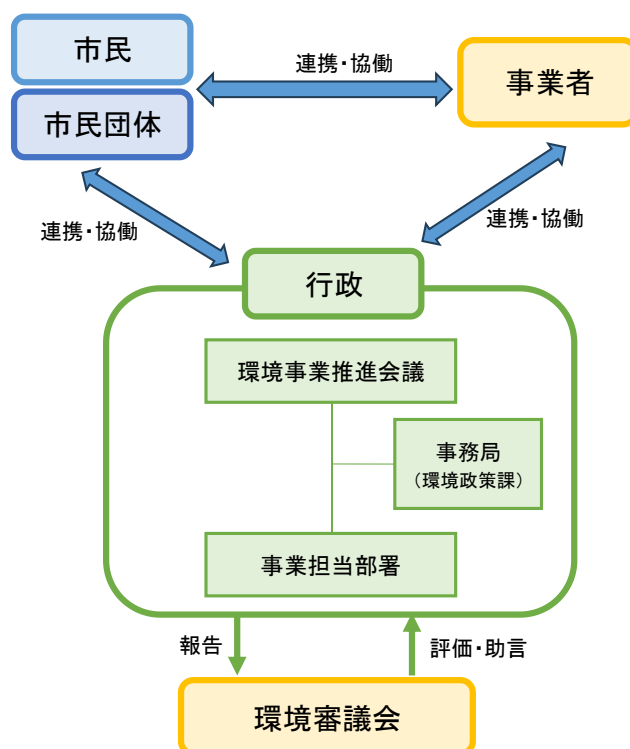 市民
連携・協働
事業者
市民団体
連携・協働
連携・協働
行政
環境事業推進会議
事務局
（環境政策課）
事業担当部署
報告
評価・助言
環境審議会